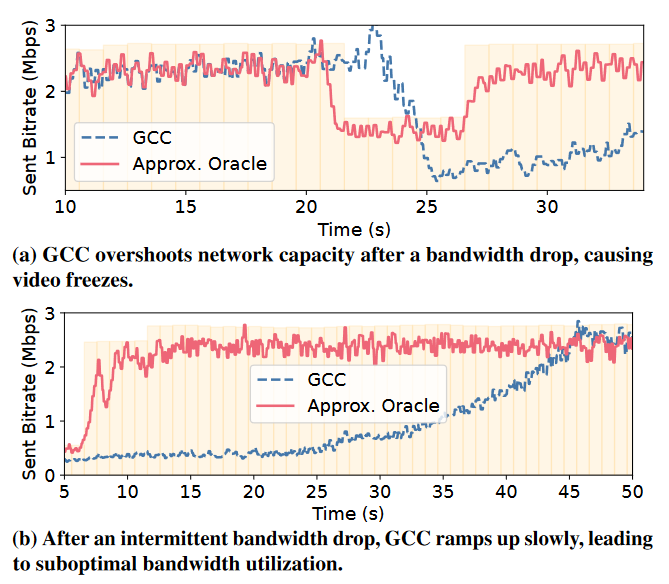 3
2
1
Sent Bitrate (Mbps)
GCC
Approx. Oracle
10 15 20 25 30
Time (s)
(a) GCC overshoots network capacity after a bandwidth drop, causing
video freezes.
3
2
1
0
Sent Bitrate (Mbps)
GCC
Approx. Oracle
5 10 15 20 25 30 35 40 45 50
Time (s)
(b) After an intermittent bandwidth drop, GCC ramps up slowly, leading
to suboptimal bandwidth utilization.